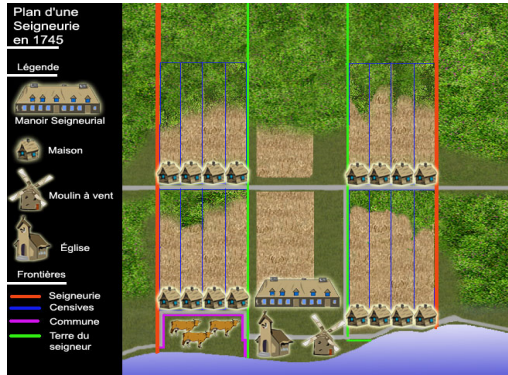 Plan d'une
Seigneurie
en 1745
Légende
Manoir Seigneurial
Maison
Moulin à vent
Église
Frontières
Seigneurie
Censives
Commune
Terre du
seigneur